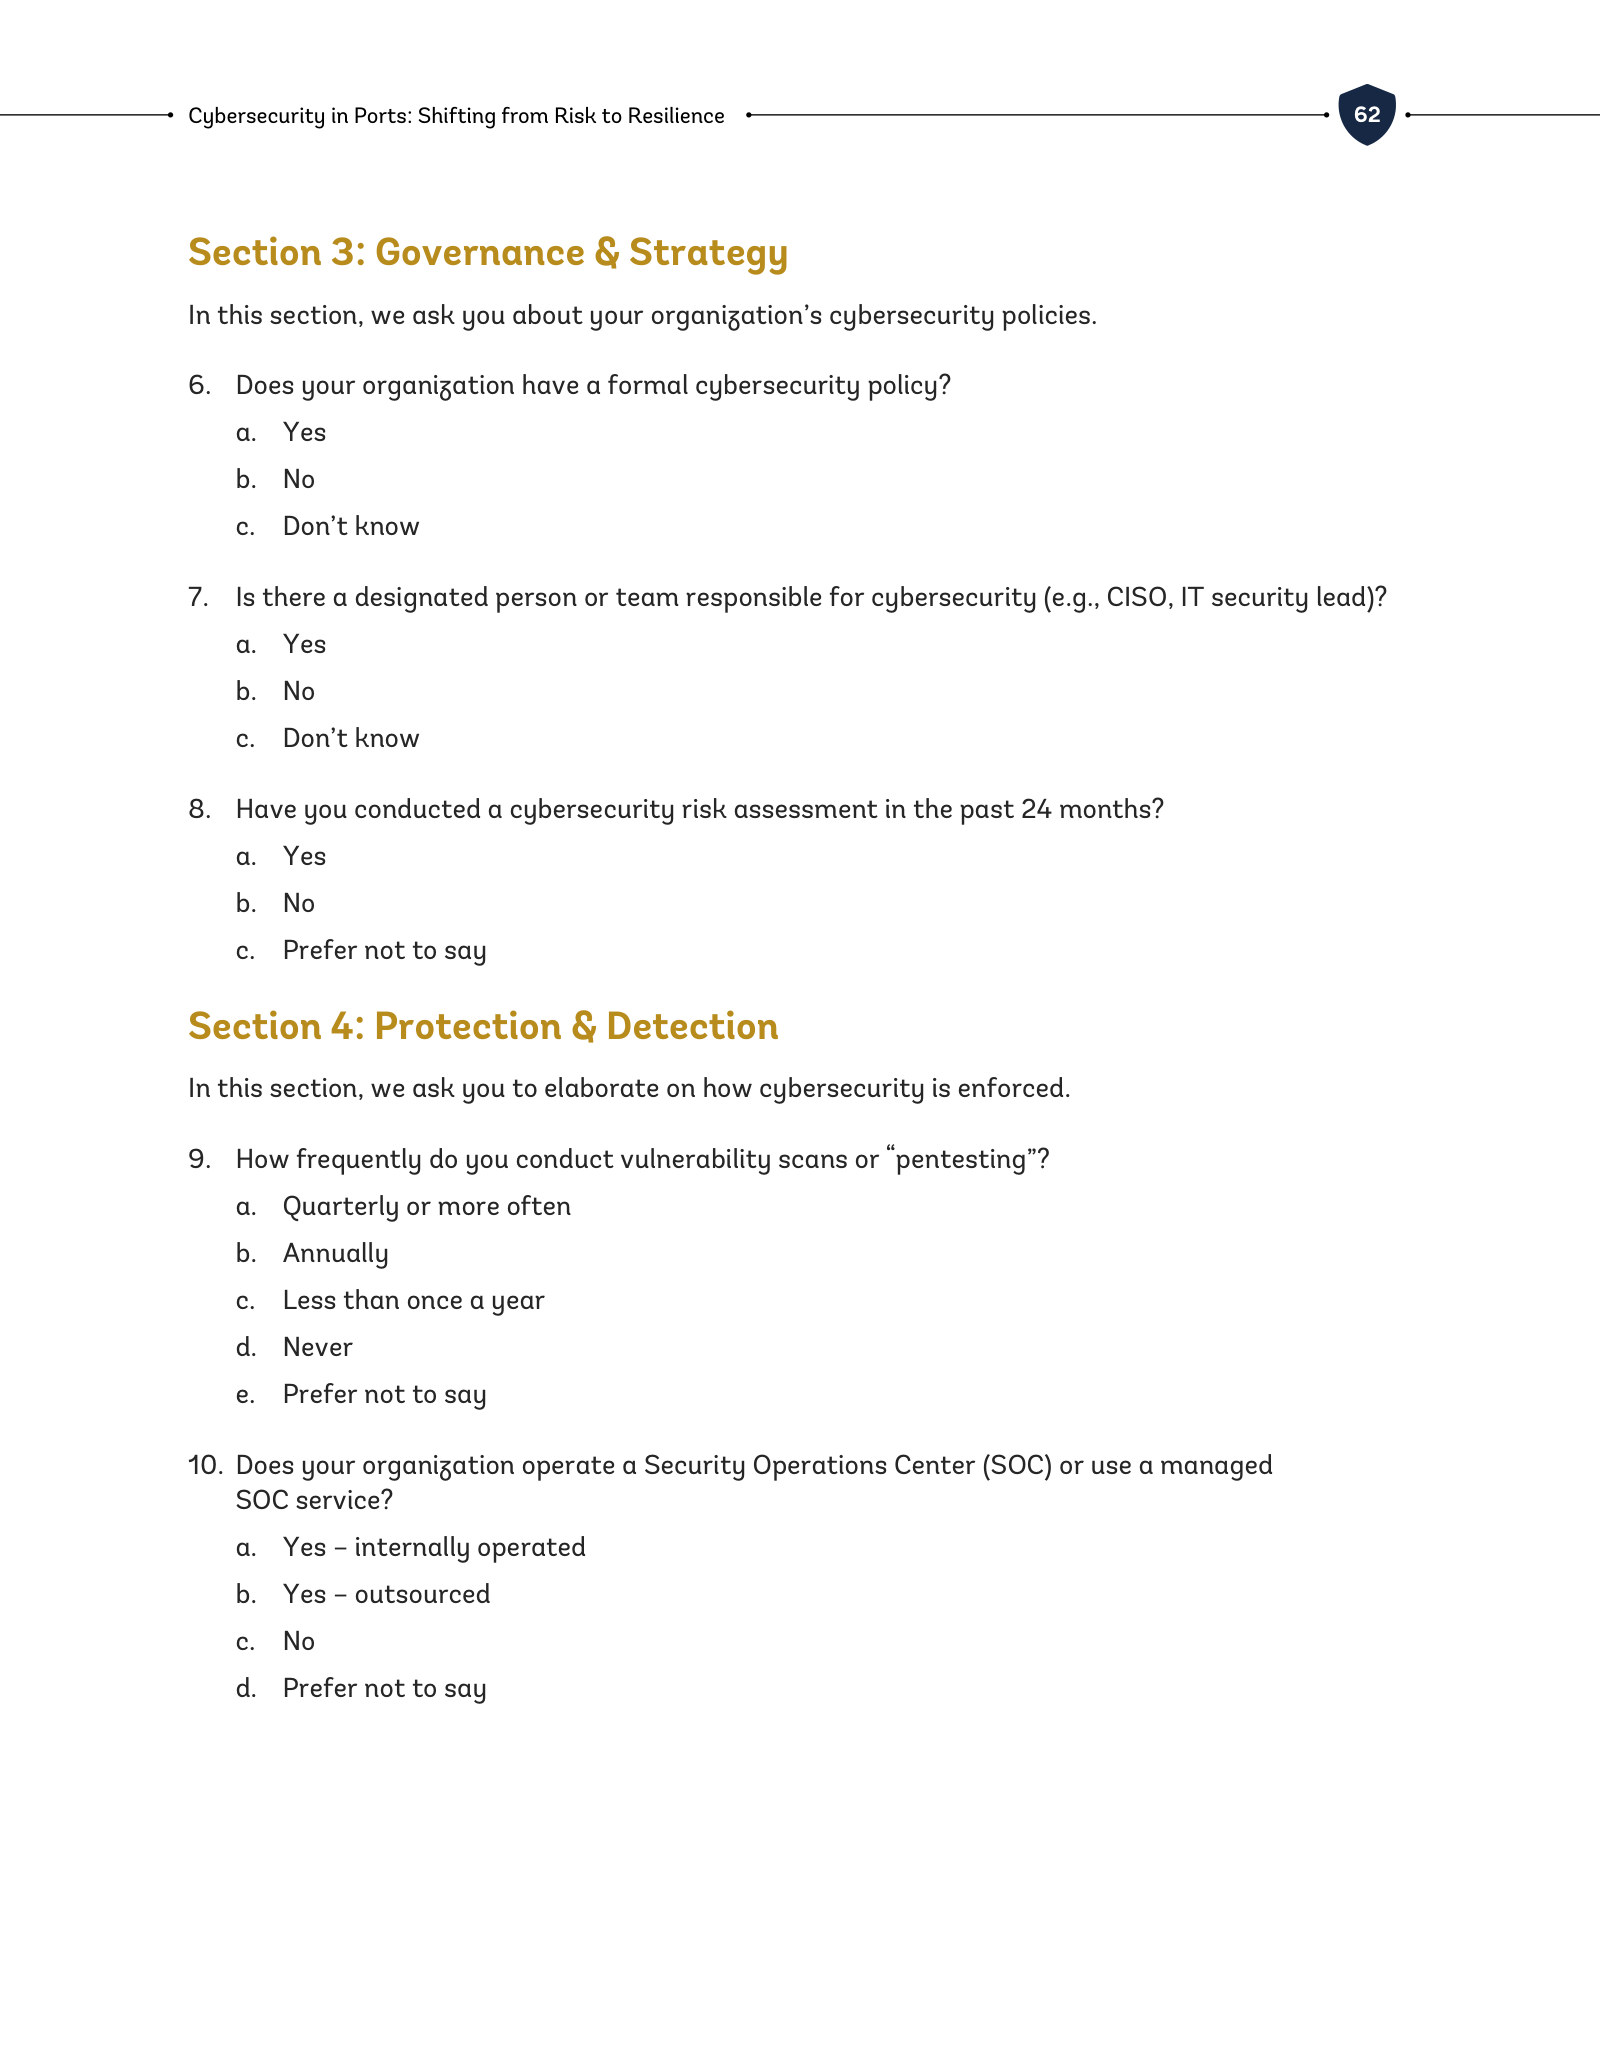 Cybersecurity in Ports: Shifting from Risk to Resilience
62
Section 3: Governance & Strategy
In this section, we ask you about your organization’s cybersecurity policies.
6. Does your organization have a formal cybersecurity policy?
a. Yes
b. No
c. Don’t know
7. Is there a designated person or team responsible for cybersecurity (e.g., CISO, IT security lead)?
a. Yes
b. No
c. Don’t know
8. Have you conducted a cybersecurity risk assessment in the past 24 months?
a. Yes
b. No
c. Prefer not to say
Section 4: Protection & Detection
In this section, we ask you to elaborate on how cybersecurity is enforced.
9. How frequently do you conduct vulnerability scans or “pentesting”?
a. Quarterly or more often
b. Annually
c. Less than once a year
d. Never
e. Prefer not to say
10. Does your organization operate a Security Operations Center (SOC) or use a managed
SOC service?
a. Yes – internally operated
b. Yes – outsourced
c. No
d. Prefer not to say